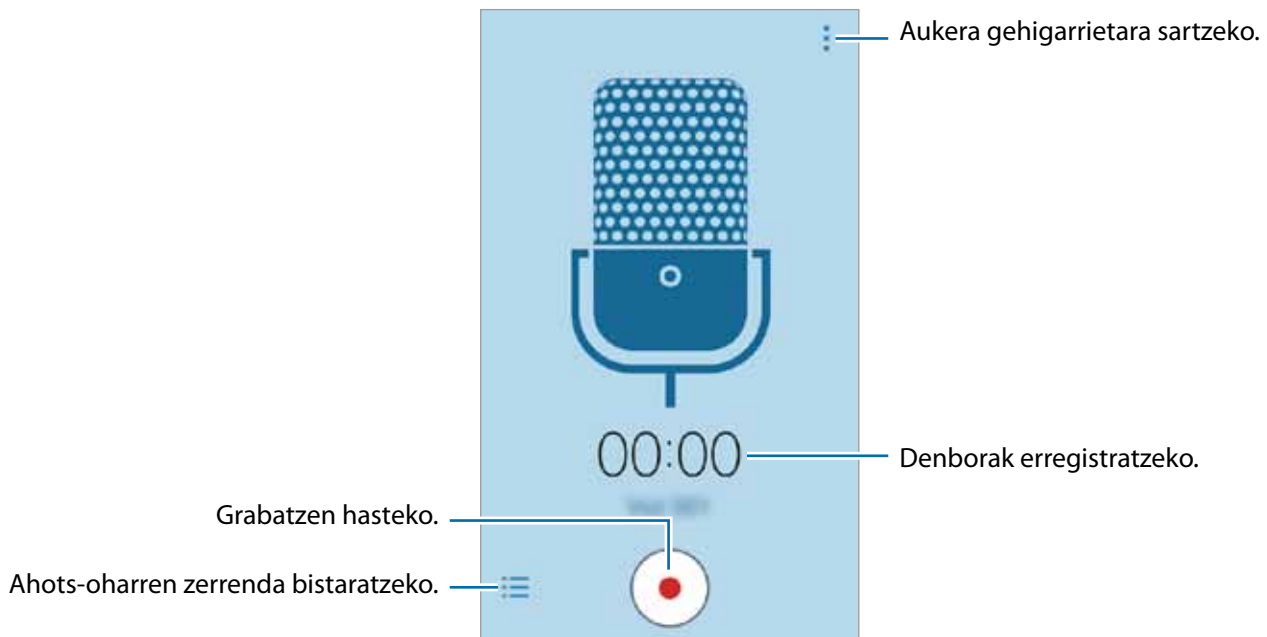 Aukera gehigarrietara sartzeko.
00:00
Denborak erregistratzeko.
Grabatzen hasteko.
Ahots-oharren zerrenda bistaratzeko.